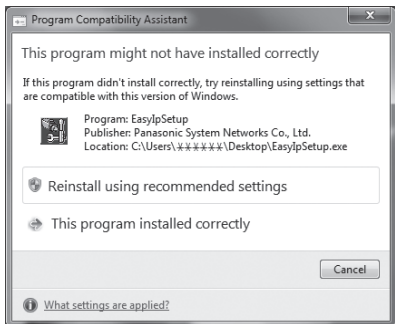 Program Compatibility Assistant
This program might not have installed correctly
If this program didn't install correctly, try reinstalling using settings that
are compatible with this version of Windows.
Program: EasyIpSetup
Publisher: Panasonic System Networks Co., Ltd.
Location: C:\Users\✳✳✳✳✳✳\Desktop\EasyIpSetup.exe
Reinstall using recommended settings
This program installed correctly
Cancel
What settings are applied?